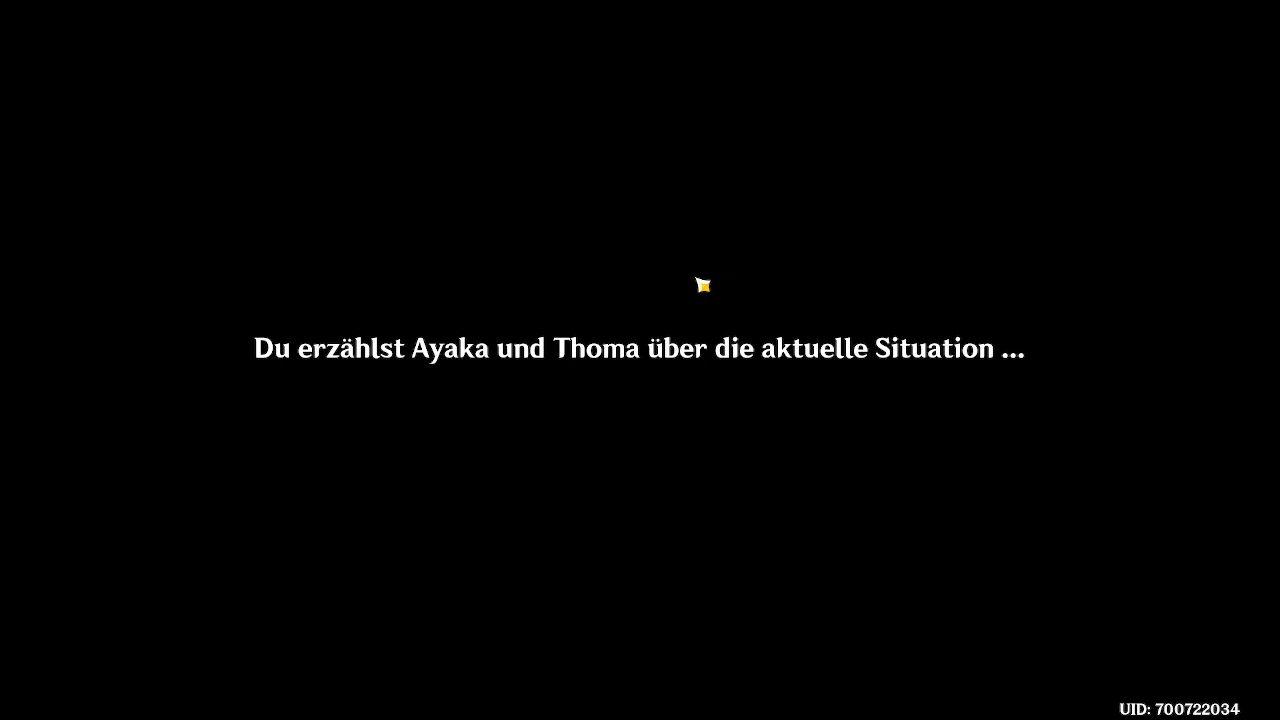 Du erzählst Ayaka und Thoma über die aktuelle Situation ...
UID: 700722034